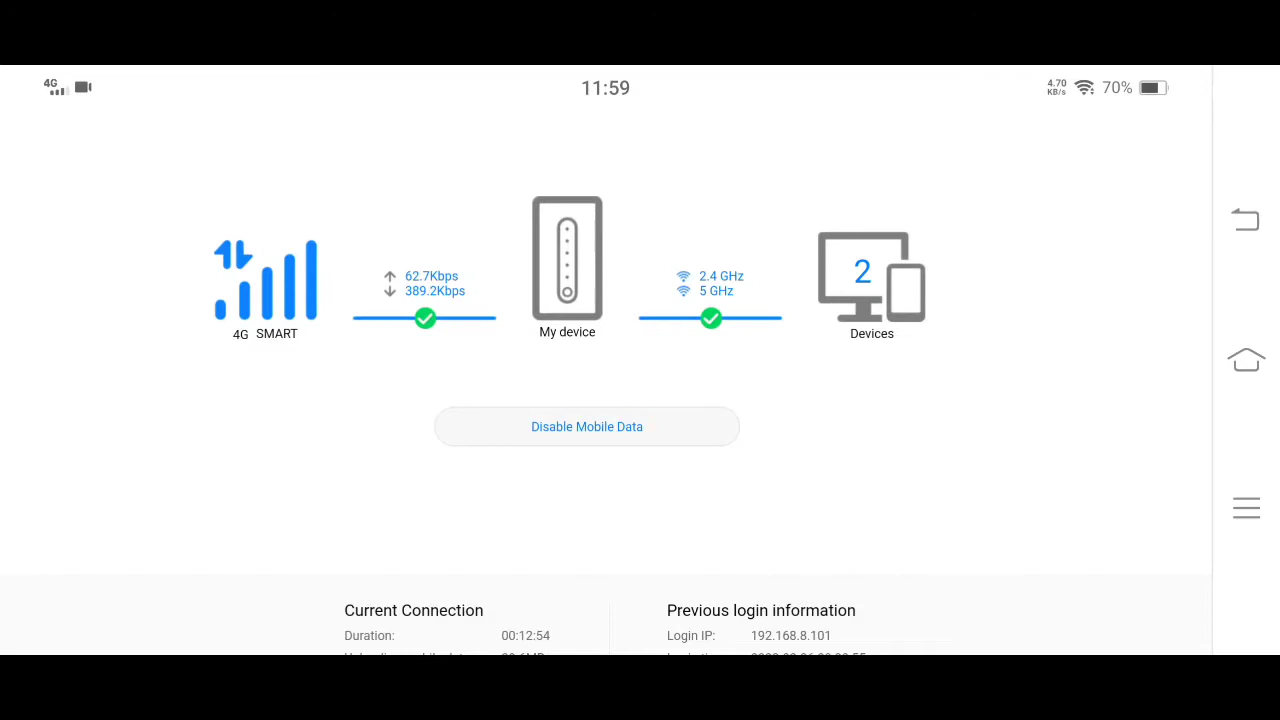 4G
11:59
4.70
KB/s
70%
62.7Kbps
389.2Kbps
2.4 GHz
5 GHz
2
4G SMART
My device
Devices
Disable Mobile Data
Current Connection
Duration: 00:12:54
Previous login information
Login IP: 192.168.8.101